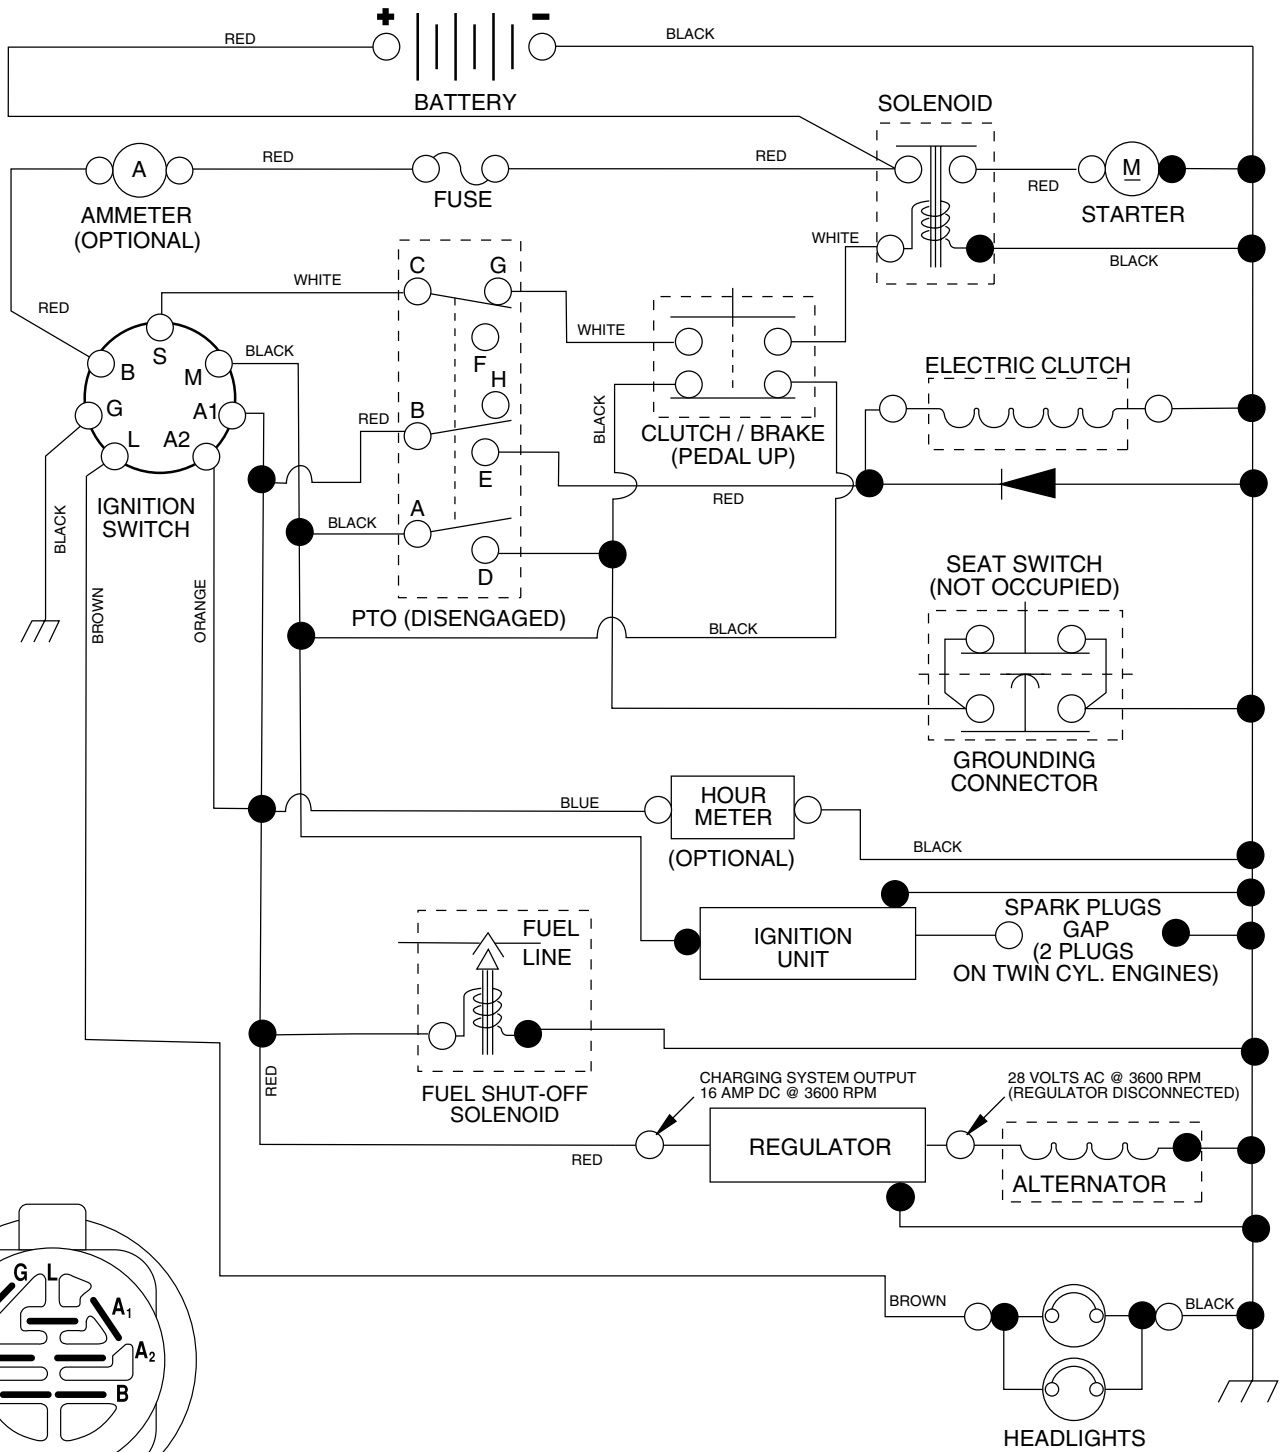 + -
RED
BLACK
BATTERY
SOLENOID
A
RED
FUSE
RED
RED
M
STARTER
AMMETER
(OPTIONAL)
WHITE
BLACK
C G
WHITE
RED
WHITE
S
B
M
BLACK
F
H
ELECTRIC CLUTCH
G
A1
RED
B
BLACK
CLUTCH / BRAKE
(PEDAL UP)
L A2
E
RED
IGNITION
SWITCH
BLACK
BLACK
A
D
SEAT SWITCH
(NOT OCCUPIED)
BROWN
ORANGE
PTO (DISENGAGED)
BLACK
GROUNDING
CONNECTOR
BLUE
HOUR
METER
(OPTIONAL)
BLACK
FUEL
LINE
IGNITION
UNIT
SPARK PLUGS
GAP
(2 PLUGS
ON TWIN CYL. ENGINES)
RED
FUEL SHUT-OFF
SOLENOID
CHARGING SYSTEM OUTPUT
16 AMP DC @ 3600 RPM
28 VOLTS AC @ 3600 RPM
(REGULATOR DISCONNECTED)
RED
REGULATOR
ALTERNATOR
G L
A1
A2
B
BROWN
BLACK
HEADLIGHTS